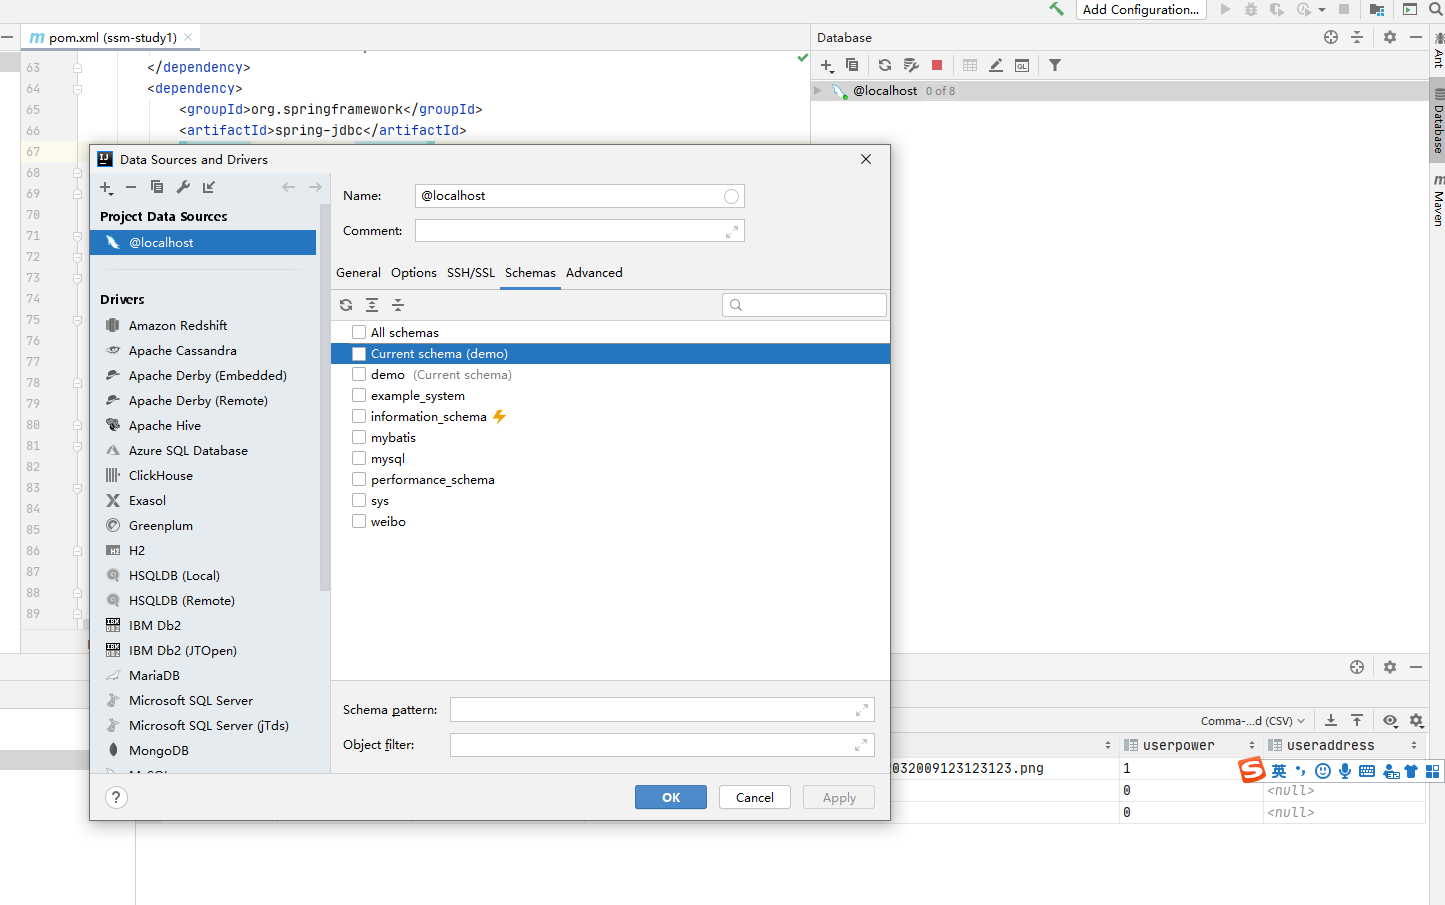 Add Configuration...
pom.xml (ssm-study1)
Database
63 </dependency>
64 <dependency>
65 <groupId>org.springframework</groupId>
66 <artifactId>spring-jdbc</artifactId>
67
68
69
70
71
72
73
74
75
76
77
78
79
80
81
82
83
84
85
86
87
88
89
@localhost 0 of 8
Ant
Database
Maven
Data Sources and Drivers
Project Data Sources
@localhost
Drivers
Amazon Redshift
Apache Cassandra
Apache Derby (Embedded)
Apache Derby (Remote)
Apache Hive
Azure SQL Database
ClickHouse
Exasol
Greenplum
H2
HSQLDB (Local)
HSQLDB (Remote)
IBM Db2
IBM Db2 (JTOpen)
MariaDB
Microsoft SQL Server
Microsoft SQL Server (jTds)
MongoDB
Name: @localhost
Comment:
General Options SSH/SSL Schemas Advanced
All schemas
Current schema (demo)
demo (Current schema)
example_system
information_schema
mybatis
mysql
performance_schema
sys
weibo
Schema pattern:
Object filter:
OK Cancel Apply
Comma-...d (CSV)
userpower useraddress
2032009123123123.png 1
英
0 <null>
0 <null>